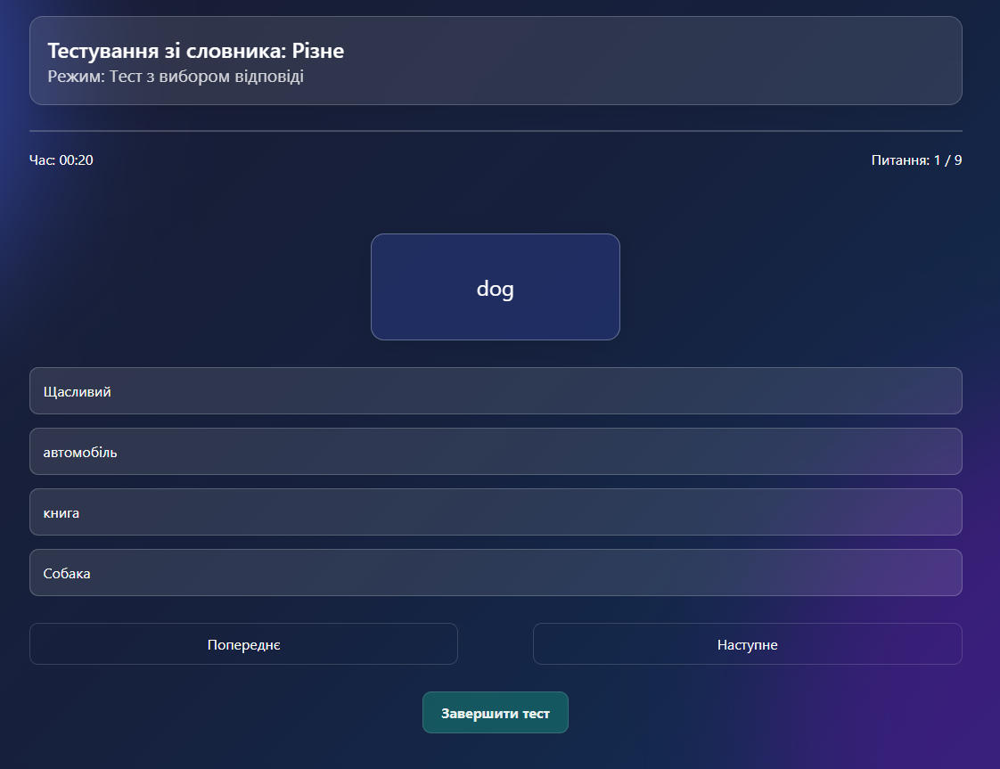 Тестування зі словника: Різне
Режим: Тест з вибором відповіді
Час: 00:20
Питання: 1 / 9
dog
Щасливий
автомобіль
книга
Собака
Попереднє
Наступне
Завершити тест